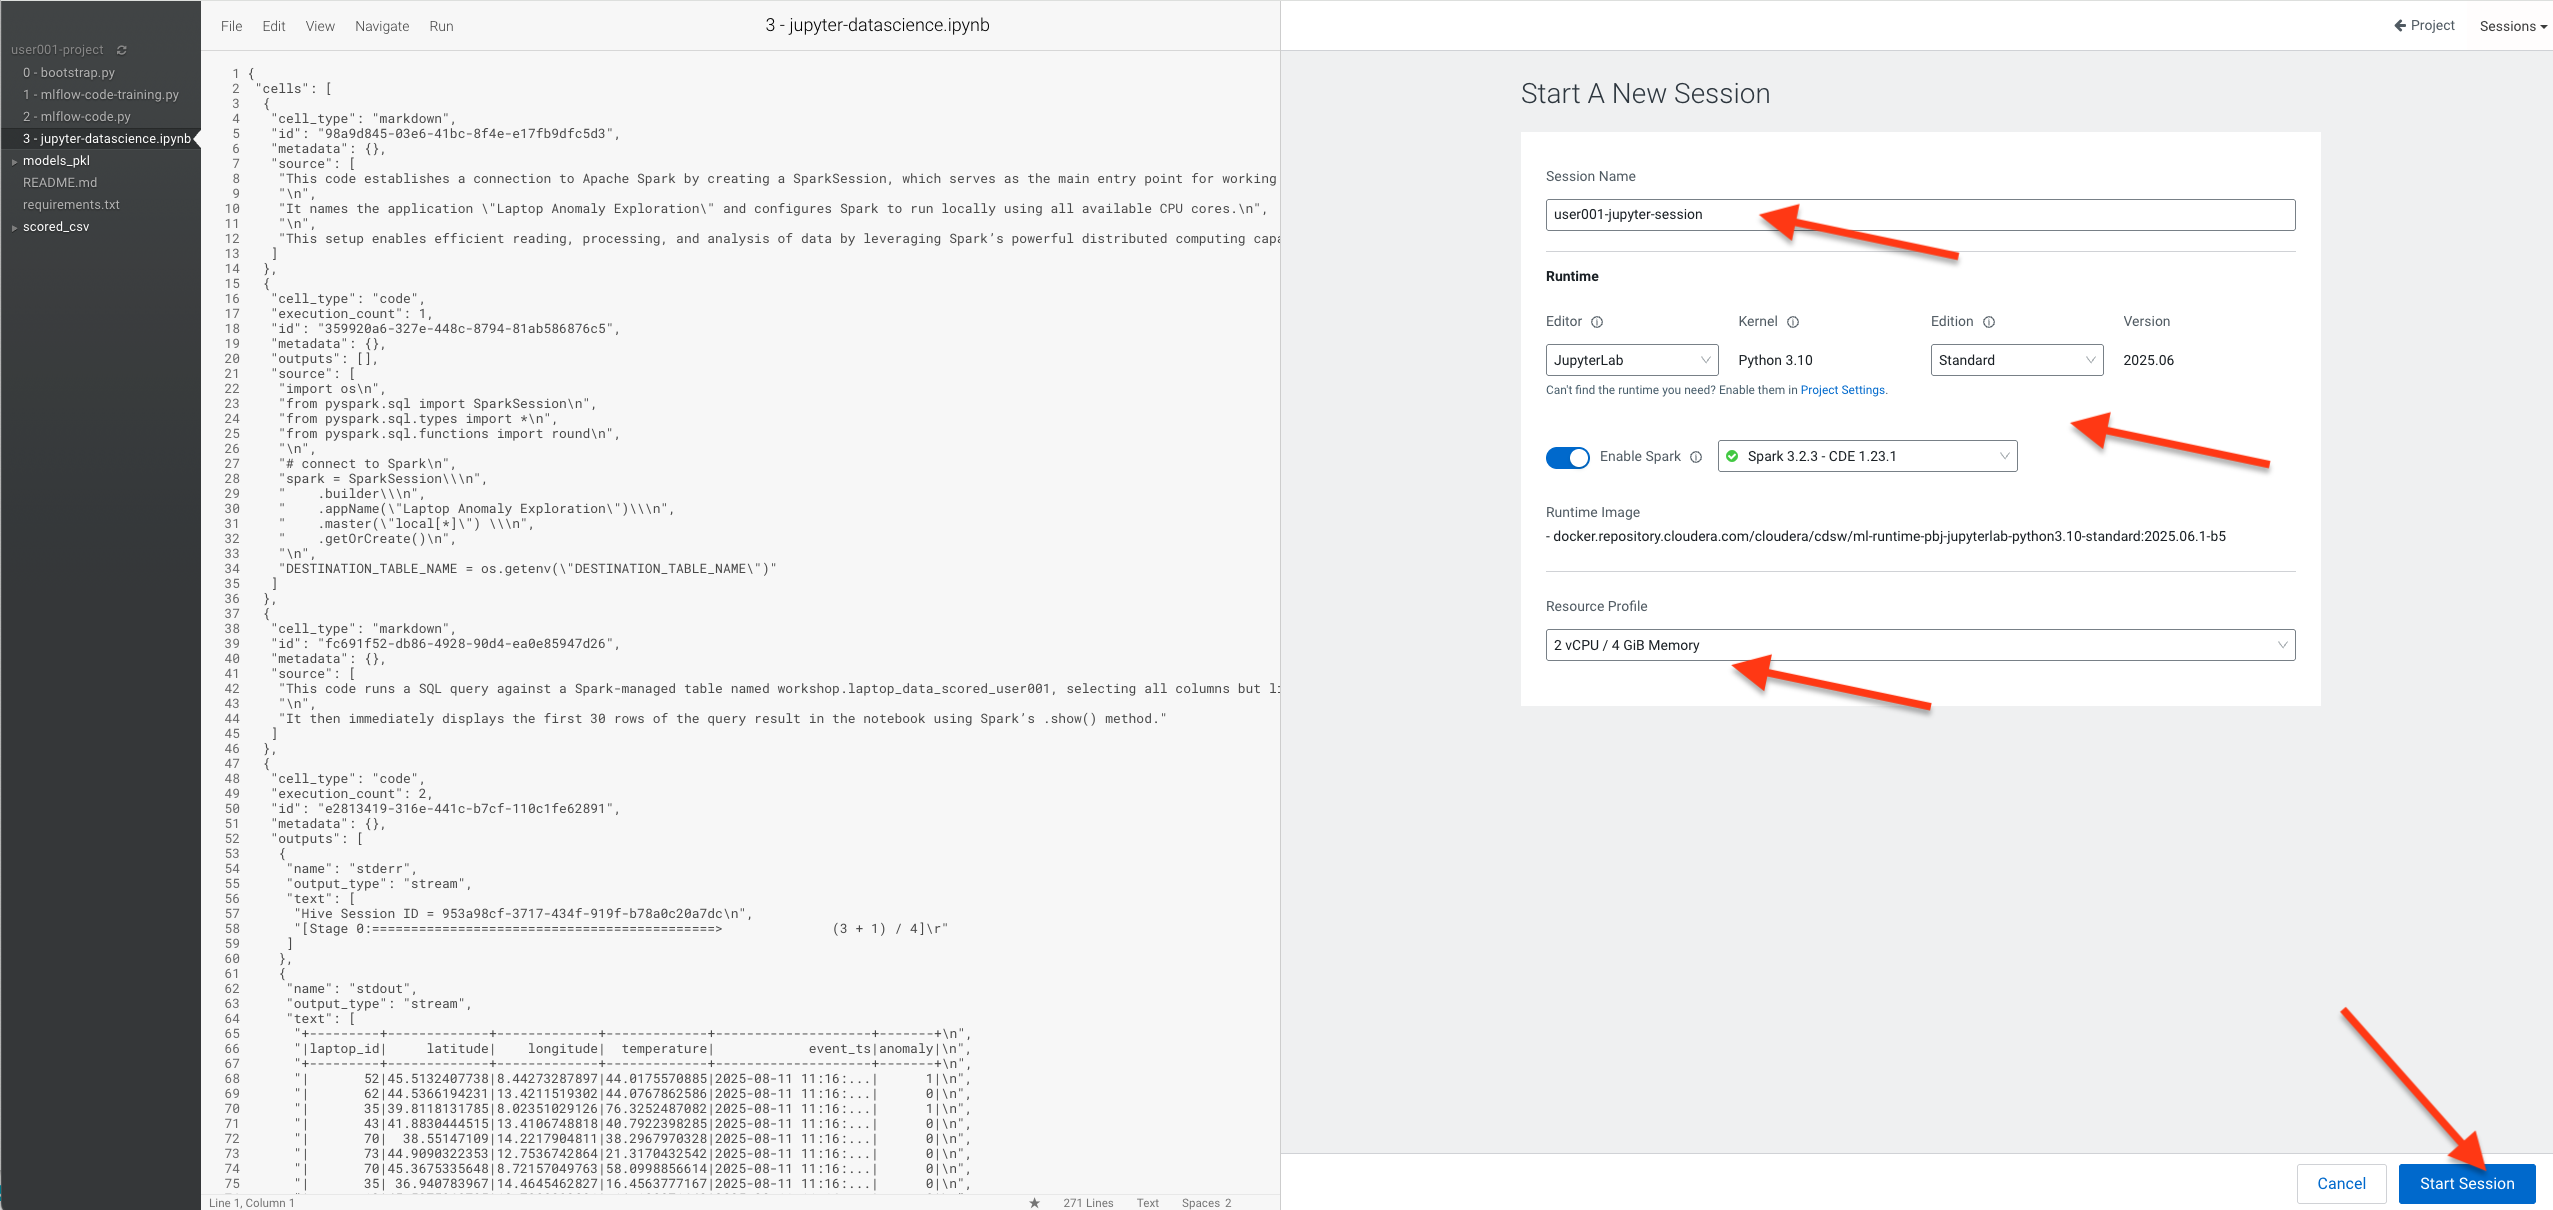 user001-project
0 - bootstrap.py
1 - mlflow-code-training.py
2 - mlflow-code.py
3 - jupyter-datascience.ipynb
models_pkl
README.md
requirements.txt
scored_csv
File Edit View Navigate Run
3 - jupyter-datascience.ipynb
1 {
2 "cells": [
3 {
4 "cell_type": "markdown",
5 "id": "98a9d845-03e6-41bc-8f4e-e17fb9dfc5d3",
6 "metadata": {},
7 "source": [
8 "This code establishes a connection to Apache Spark by creating a SparkSession, which serves as the main entry point for working
9 "\n",
10 "It names the application \"Laptop Anomaly Exploration\" and configures Spark to run locally using all available CPU cores.\n",
11 "\n",
12 "This setup enables efficient reading, processing, and analysis of data by leveraging Spark’s powerful distributed computing capa
13 ]
14 },
15 {
16 "cell_type": "code",
17 "execution_count": 1,
18 "id": "359920a6-327e-448c-8794-81ab586876c5",
19 "metadata": {},
20 "outputs": [],
21 "source": [
22 "import os\n",
23 "from pyspark.sql import SparkSession\n",
24 "from pyspark.sql.types import *\n",
25 "from pyspark.sql.functions import round\n",
26 "\n",
27 "# connect to Spark\n",
28 "spark = SparkSession\\\n",
29 "    .builder\\\n",
30 "    .appName(\"Laptop Anomaly Exploration\")\\\n",
31 "    .master(\"local[*]\") \\\n",
32 "    .getOrCreate()\n",
33 "\n",
34 "DESTINATION_TABLE_NAME = os.getenv(\"DESTINATION_TABLE_NAME\")"
35 ]
36 },
37 {
38 "cell_type": "markdown",
39 "id": "fc691f52-db86-4928-90d4-ea0e85947d26",
40 "metadata": {},
41 "source": [
42 "This code runs a SQL query against a Spark-managed table named workshop.laptop_data_scored_user001, selecting all columns but li
43 "\n",
44 "It then immediately displays the first 30 rows of the query result in the notebook using Spark’s .show() method."
45 ]
46 },
47 {
48 "cell_type": "code",
49 "execution_count": 2,
50 "id": "e2813419-316e-441c-b7cf-110c1fe62891",
51 "metadata": {},
52 "outputs": [
53 {
54 "name": "stderr",
55 "output_type": "stream",
56 "text": [
57 "Hive Session ID = 953a98cf-3717-434f-919f-b78a0c20a7dc\n",
58 "[Stage 0:============================================>              (3 + 1) / 4]\r"
59 ]
60 },
61 {
62 "name": "stdout",
63 "output_type": "stream",
64 "text": [
65 "+---------+-------------+-------------+-------------+--------------------+-------+\n",
66 "|laptop_id|     latitude|    longitude|  temperature|            event_ts|anomaly|\n",
67 "+---------+-------------+-------------+-------------+--------------------+-------+\n",
68 "|       52|45.5132407738|8.44273287897|44.0175570885|2025-08-11 11:16:...|      1|\n",
69 "|       62|44.5366194231|13.4211519302|44.0767862586|2025-08-11 11:16:...|      0|\n",
70 "|       35|39.8118131785|8.02351029126|76.3252487082|2025-08-11 11:16:...|      1|\n",
71 "|       43|41.8830444515|13.4106748818|40.7922398285|2025-08-11 11:16:...|      0|\n",
72 "|       70|  38.55147109|14.2217904811|38.2967970328|2025-08-11 11:16:...|      0|\n",
73 "|       73|44.9090322353|12.7536742864|21.3170432542|2025-08-11 11:16:...|      0|\n",
74 "|       70|45.3675335648|8.72157049763|58.0998856614|2025-08-11 11:16:...|      0|\n",
75 "|       35| 36.940783967|14.4645462827|16.4563777167|2025-08-11 11:16:...|      0|\n",
Line 1, Column 1 ★ 271 Lines Text Spaces 2
Project Sessions
Start A New Session
Session Name
user001-jupyter-session
Runtime
Editor Kernel Edition Version
JupyterLab Python 3.10 Standard 2025.06
Can't find the runtime you need? Enable them in Project Settings.
Enable Spark Spark 3.2.3 - CDE 1.23.1
Runtime Image
- docker.repository.cloudera.com/cloudera/cdsw/ml-runtime-pbj-jupyterlab-python3.10-standard:2025.06.1-b5
Resource Profile
2 vCPU / 4 GiB Memory
Cancel Start Session